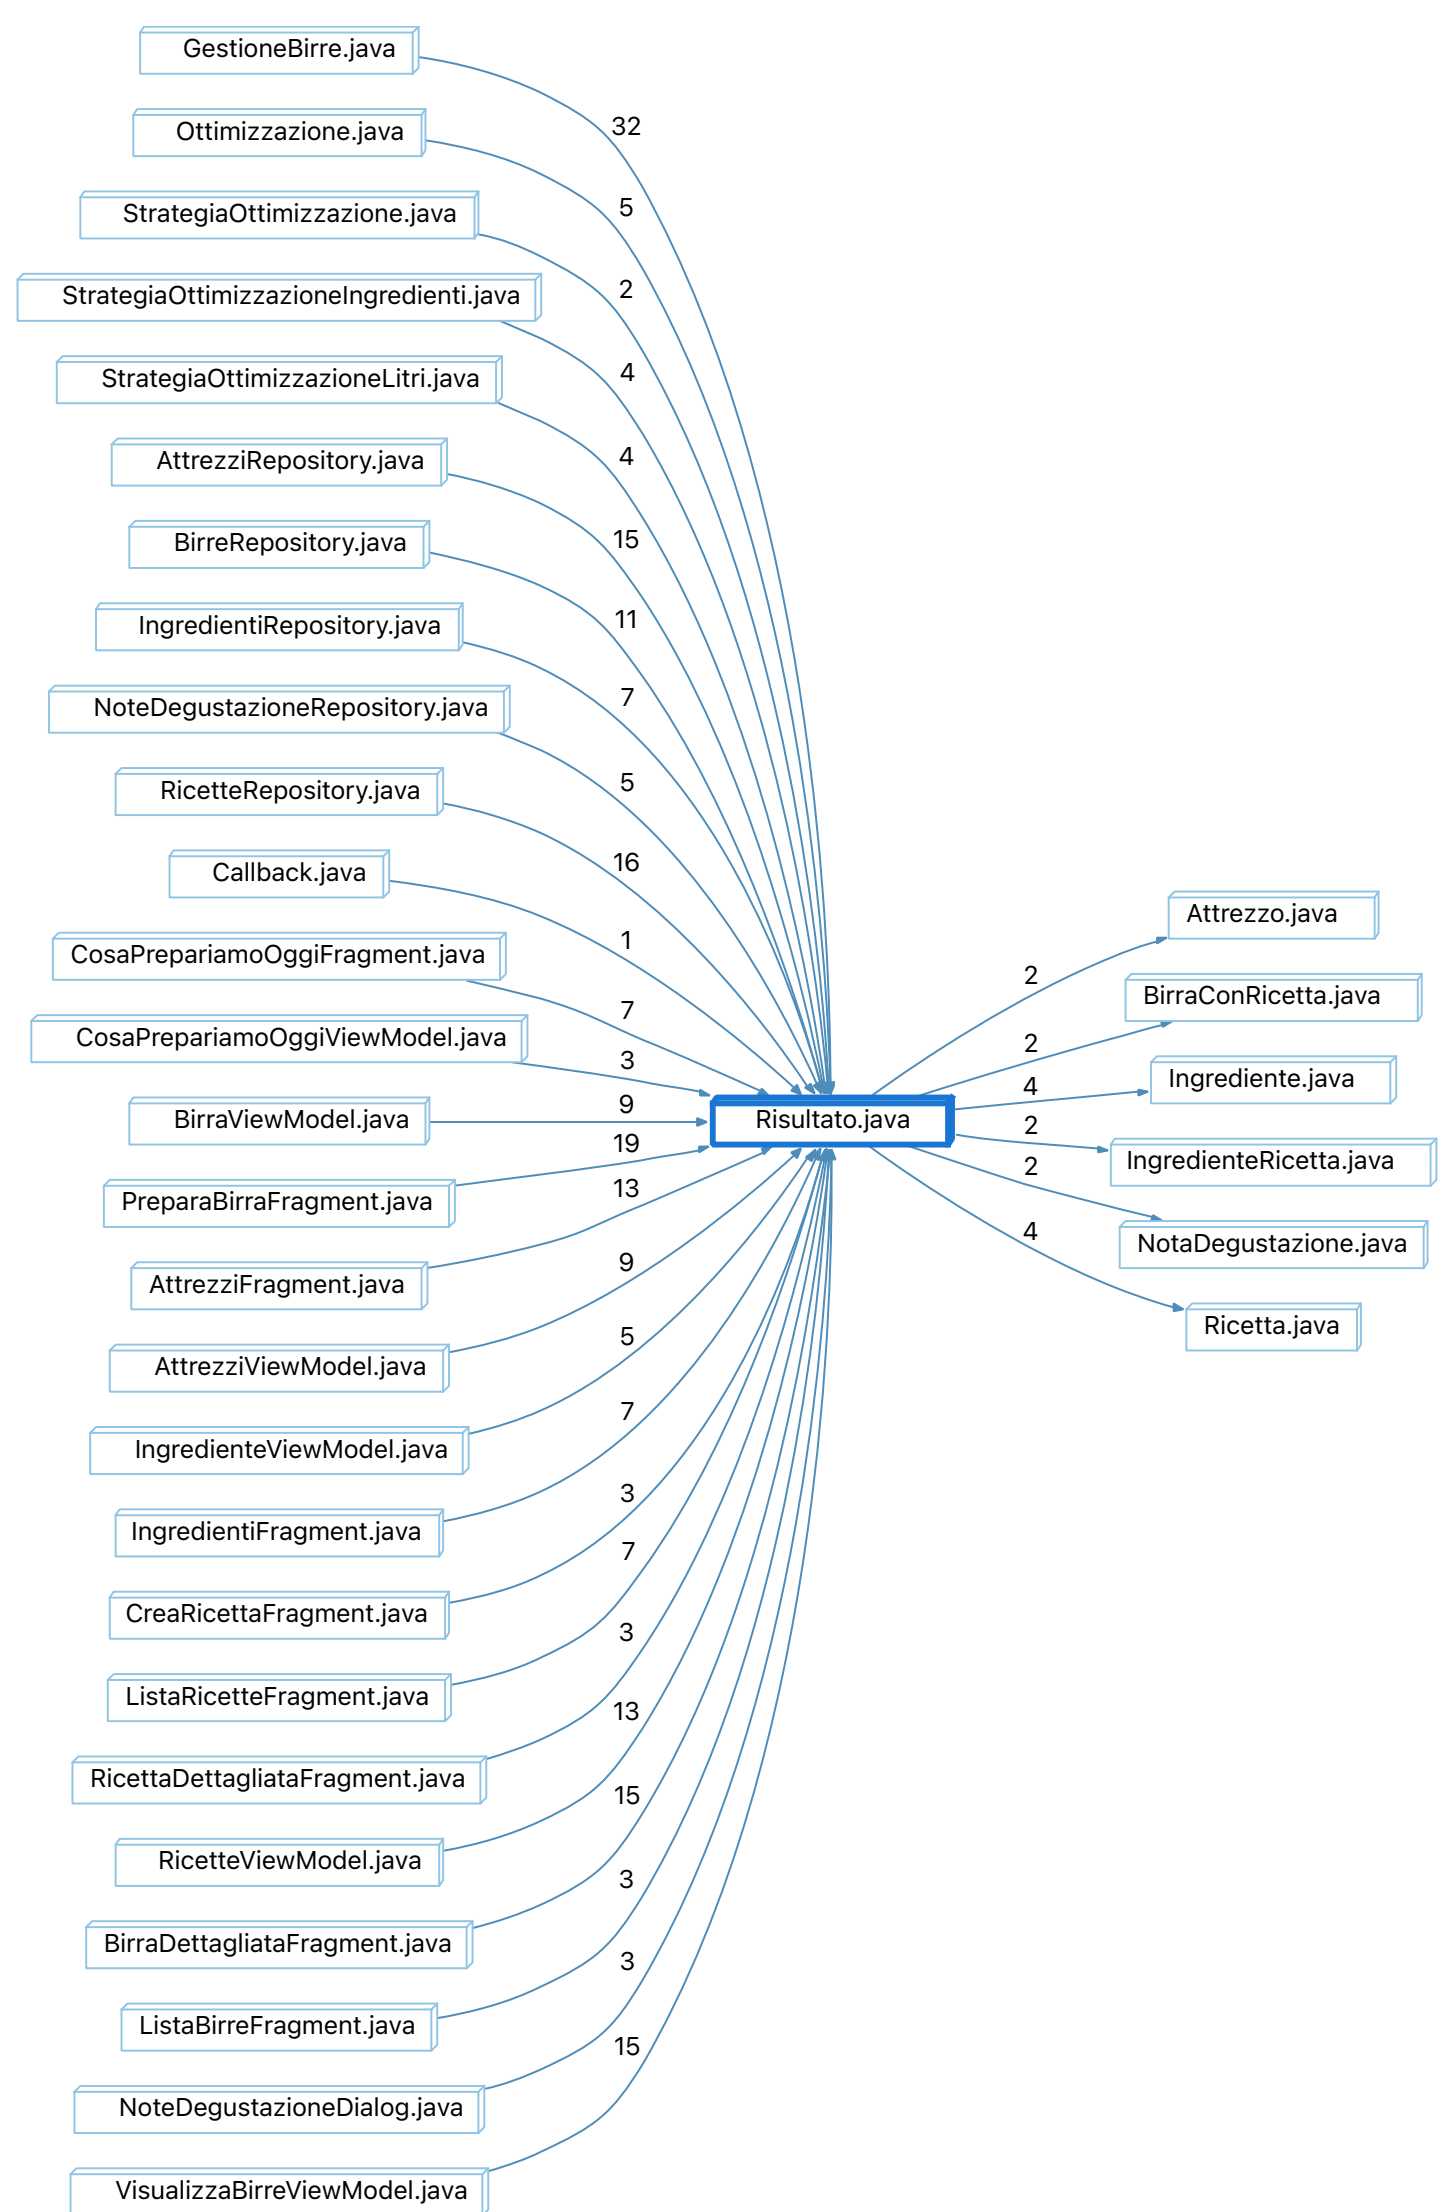 GestioneBirre.java
Ottimizzazione.java
StrategiaOttimizzazione.java
StrategiaOttimizzazioneIngredienti.java
StrategiaOttimizzazioneLitri.java
AttrezziRepository.java
BirreRepository.java
IngredientiRepository.java
NoteDegustazioneRepository.java
RicetteRepository.java
Callback.java
CosaPrepariamoOggiFragment.java
CosaPrepariamoOggiViewModel.java
BirraViewModel.java
PreparaBirraFragment.java
AttrezziFragment.java
AttrezziViewModel.java
IngredienteViewModel.java
IngredientiFragment.java
CreaRicettaFragment.java
ListaRicetteFragment.java
RicettaDettagliataFragment.java
RicetteViewModel.java
BirraDettagliataFragment.java
ListaBirreFragment.java
NoteDegustazioneDialog.java
VisualizzaBirreViewModel.java
32
5
2
4
4
15
11
7
5
16
1
7
3
9
19
13
9
5
7
3
7
3
13
15
3
3
15
Risultato.java
2
2
4
2
2
4
Attrezzo.java
BirraConRicetta.java
Ingrediente.java
IngredienteRicetta.java
NotaDegustazione.java
Ricetta.java